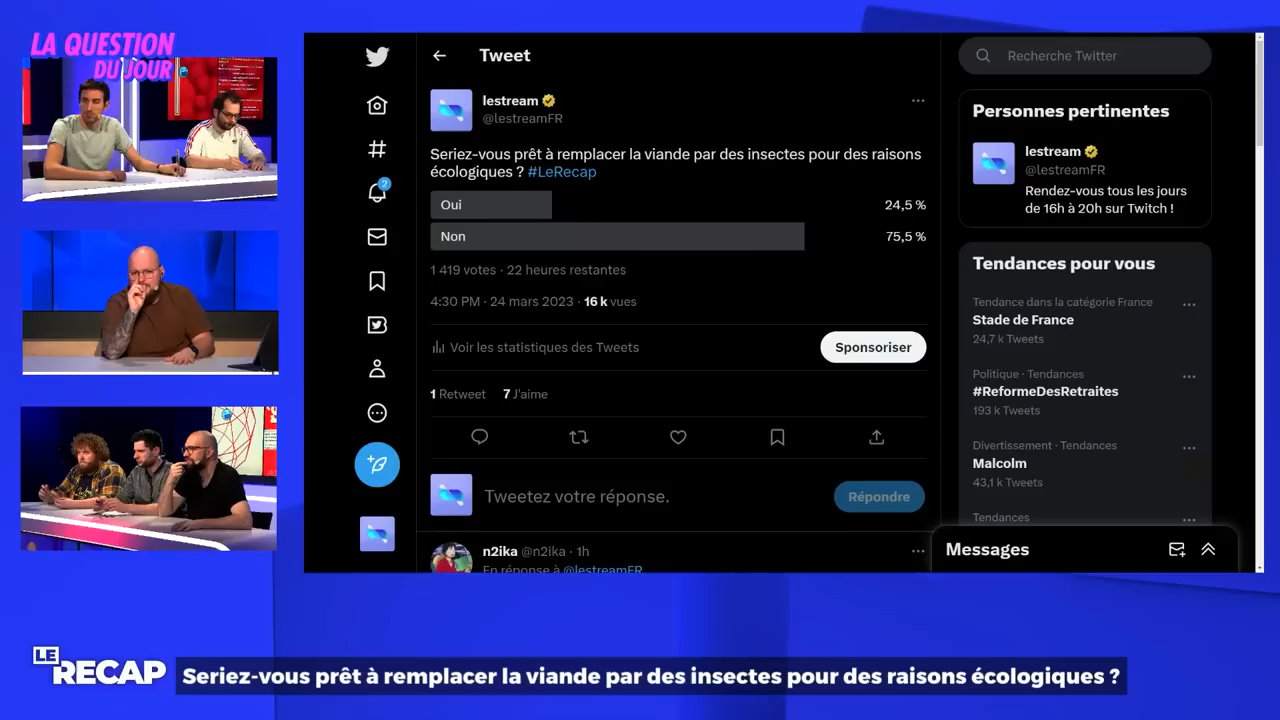 LA QUESTION
DU JOUR
Tweet
lestream
@lestreamFR
Seriez-vous prêt à remplacer la viande par des insectes pour des raisons
écologiques ? #LeRecap
Oui 24,5 %
Non 75,5 %
1 419 votes · 22 heures restantes
4:30 PM · 24 mars 2023 · 16 k vues
Voir les statistiques des Tweets
Sponsoriser
1 Retweet 7 J'aime
Tweetez votre réponse.
Répondre
n2ika @n2ika · 1h
En réponse à @lestreamFR
2
Recherche Twitter
Personnes pertinentes
lestream
@lestreamFR
Rendez-vous tous les jours
de 16h à 20h sur Twitch !
Tendances pour vous
Tendance dans la catégorie France
Stade de France
24,7 k Tweets
Politique · Tendances
#ReformeDesRetraites
193 k Tweets
Divertissement · Tendances
Malcolm
43,1 k Tweets
Tendances
Messages
LE
RECAP
Seriez-vous prêt à remplacer la viande par des insectes pour des raisons écologiques ?